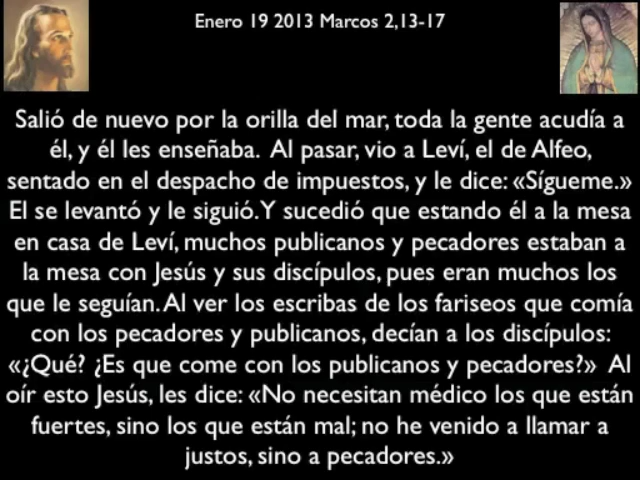 Enero 19 2013 Marcos 2,13-17
Salió de nuevo por la orilla del mar, toda la gente acudía a
él, y él les enseñaba.  Al pasar, vio a Leví, el de Alfeo,
sentado en el despacho de impuestos, y le dice: «Sígueme.»
El se levantó y le siguió. Y sucedió que estando él a la mesa
en casa de Leví, muchos publicanos y pecadores estaban a
la mesa con Jesús y sus discípulos, pues eran muchos los
que le seguían. Al ver los escribas de los fariseos que comía
con los pecadores y publicanos, decían a los discípulos:
«¿Qué? ¿Es que come con los publicanos y pecadores?»  Al
oír esto Jesús, les dice: «No necesitan médico los que están
fuertes, sino los que están mal; no he venido a llamar a
justos, sino a pecadores.»